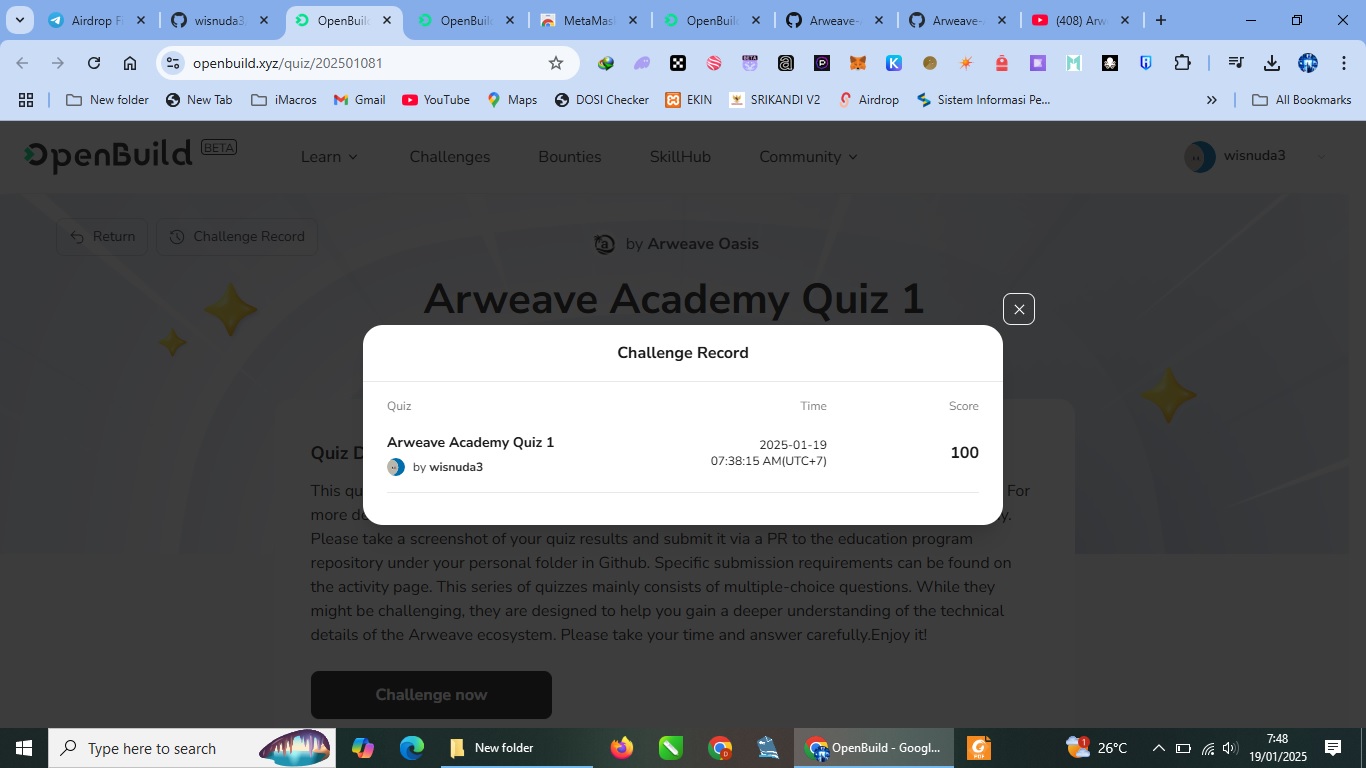 Airdrop F
wisnuda3
OpenBuil
OpenBuil
MetaMas
OpenBuil
Arweave-
Arweave-
(408) Arw
openbuild.xyz/quiz/202501081
New folder
New Tab
iMacros
Gmail
YouTube
Maps
DOSI Checker
EKIN
SRIKANDI V2
Airdrop
Sistem Informasi Pe...
All Bookmarks
OpenBuild BETA
Learn
Challenges
Bounties
SkillHub
Community
wisnuda3
Return
Challenge Record
by Arweave Oasis
Arweave Academy Quiz 1
Challenge Record
Quiz
Time
Score
Arweave Academy Quiz 1
by wisnuda3
2025-01-19
07:38:15 AM(UTC+7)
100
Quiz D
This qu
For
more de
y.
Please take a screenshot of your quiz results and submit it via a PR to the education program
repository under your personal folder in Github. Specific submission requirements can be found on
the activity page. This series of quizzes mainly consists of multiple-choice questions. While they
might be challenging, they are designed to help you gain a deeper understanding of the technical
details of the Arweave ecosystem. Please take your time and answer carefully.Enjoy it!
Challenge now
Type here to search
New folder
OpenBuild - Googl...
26°C
7:48
19/01/2025